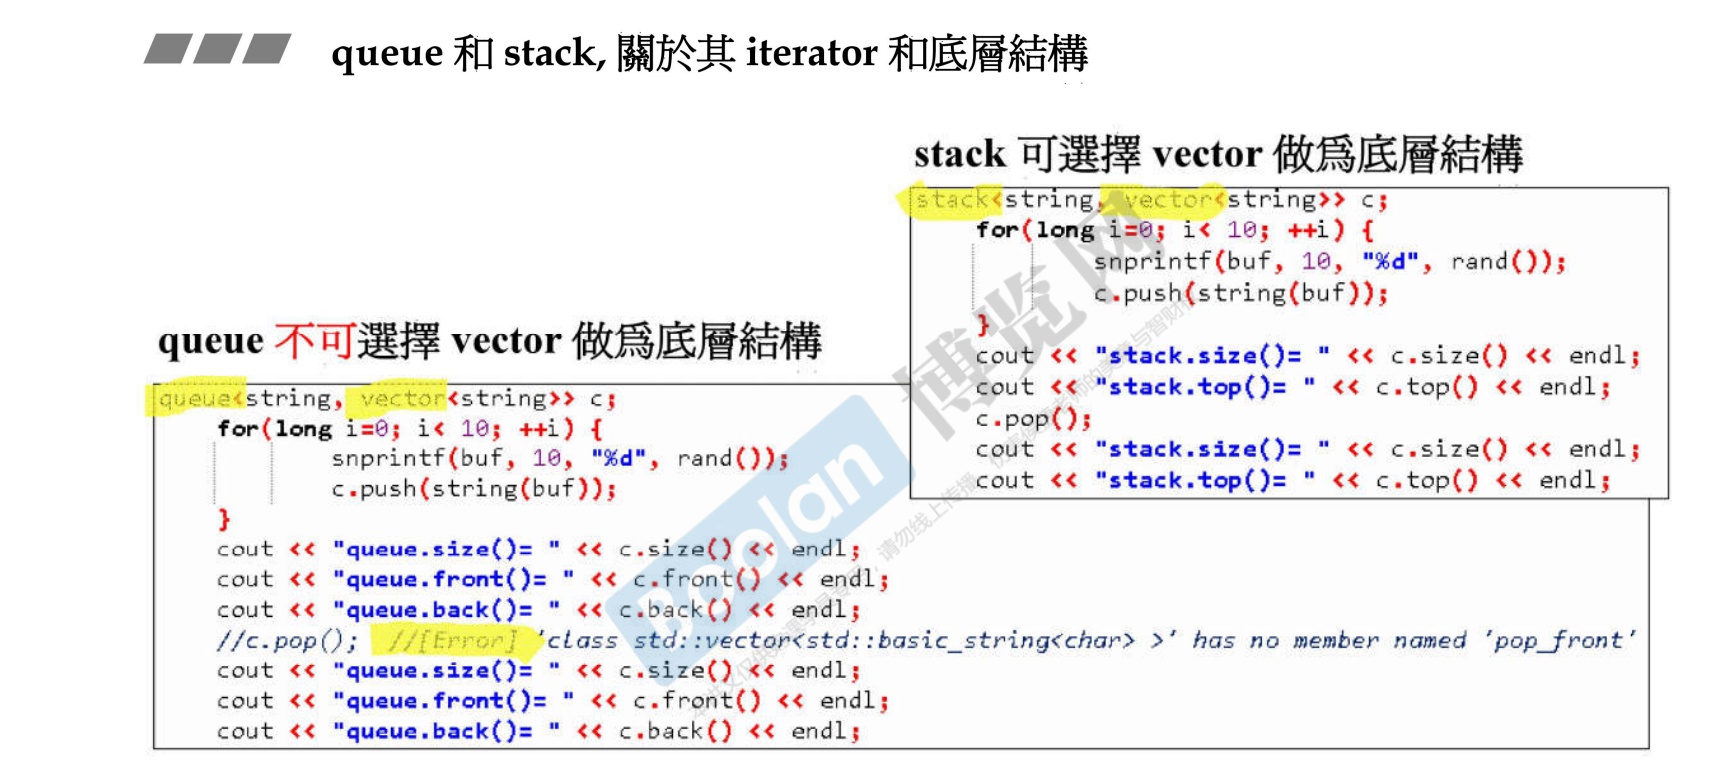 queue 和 stack, 關於其 iterator 和底層結構
stack 可選擇 vector 做爲底層結構
stack<string, vector<string>> c;
for(long i=0; i< 10; ++i) {
snprintf(buf, 10, "%d", rand());
c.push(string(buf));
}
cout << "stack.size()= " << c.size() << endl;
cout << "stack.top()= " << c.top() << endl;
c.pop();
cout << "stack.size()= " << c.size() << endl;
cout << "stack.top()= " << c.top() << endl;
queue 不可選擇 vector 做爲底層結構
queue<string, vector<string>> c;
for(long i=0; i< 10; ++i) {
snprintf(buf, 10, "%d", rand());
c.push(string(buf));
}
cout << "queue.size()= " << c.size() << endl;
cout << "queue.front()= " << c.front() << endl;
cout << "queue.back()= " << c.back() << endl;
//c.pop(); //[Error] 'class std::vector<std::basic_string<char> >' has no member named 'pop_front'
cout << "queue.size()= " << c.size() << endl;
cout << "queue.front()= " << c.front() << endl;
cout << "queue.back()= " << c.back() << endl;
Boolan 博览网